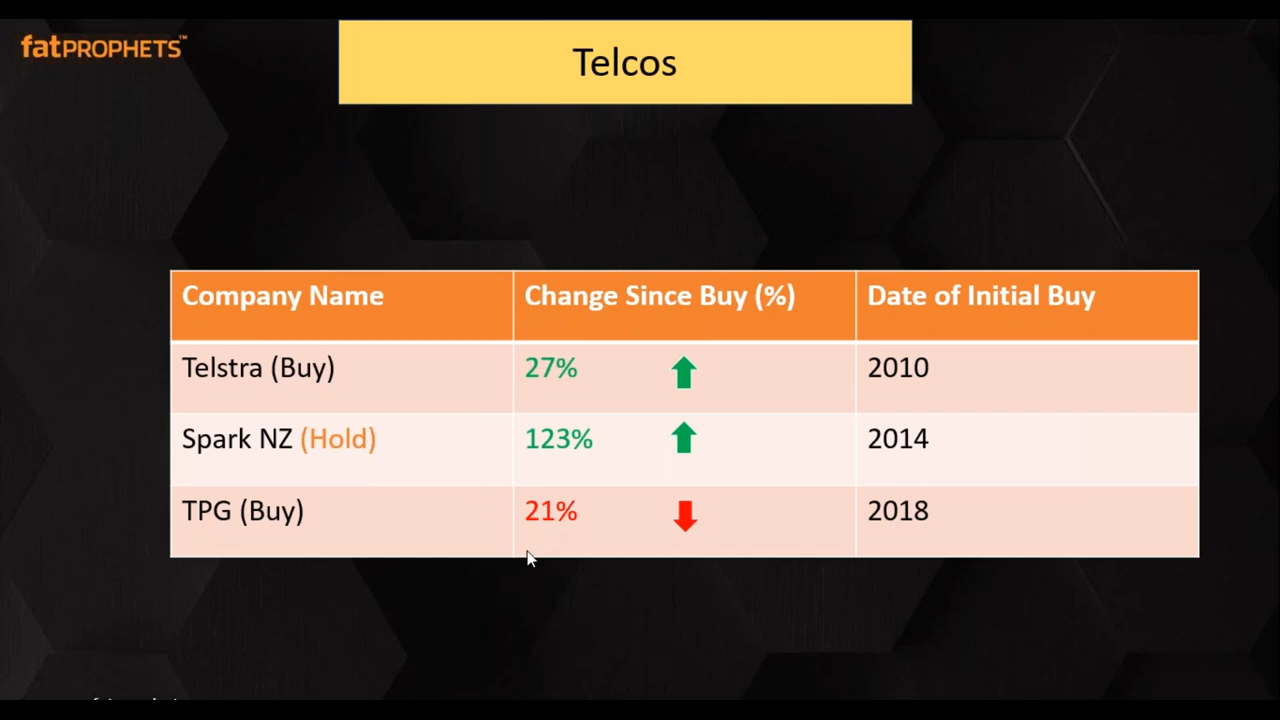 fatPROPHETS™
Telcos
Company Name Change Since Buy (%) Date of Initial Buy
Telstra (Buy) 27% 2010
Spark NZ (Hold) 123% 2014
TPG (Buy) 21% 2018